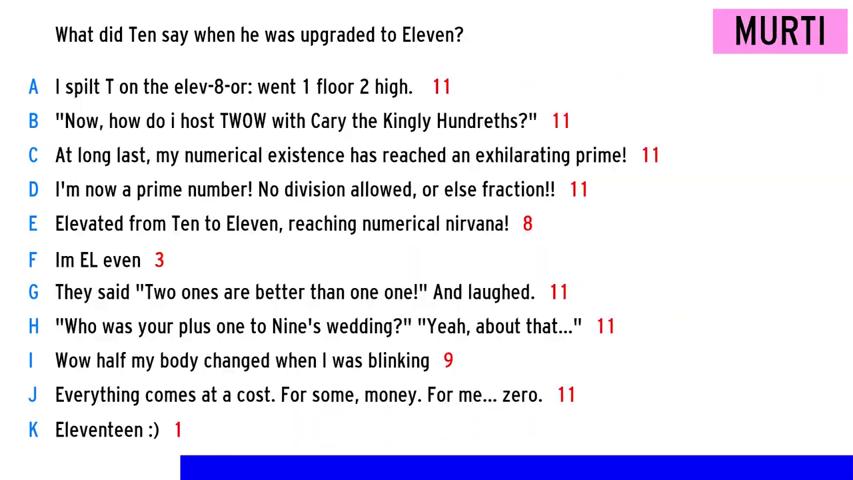 What did Ten say when he was upgraded to Eleven?
MURTI
A I spilt T on the elev-8-or: went 1 floor 2 high. 11
B "Now, how do i host TWOW with Cary the Kingly Hundreths?" 11
C At long last, my numerical existence has reached an exhilarating prime! 11
D I'm now a prime number! No division allowed, or else fraction!! 11
E Elevated from Ten to Eleven, reaching numerical nirvana! 8
F Im EL even 3
G They said "Two ones are better than one one!" And laughed. 11
H "Who was your plus one to Nine's wedding?" "Yeah, about that..." 11
I Wow half my body changed when I was blinking 9
J Everything comes at a cost. For some, money. For me... zero. 11
K Eleventeen :) 1